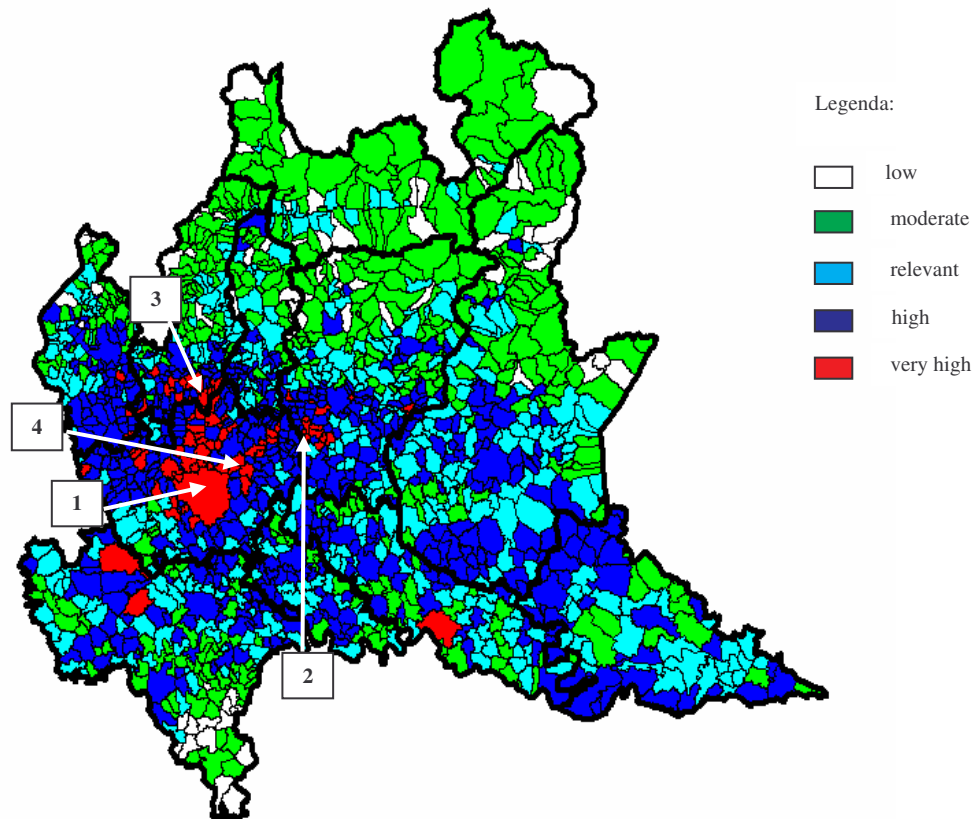 Legenda:
low
moderate
relevant
high
very high
3
4
1
2